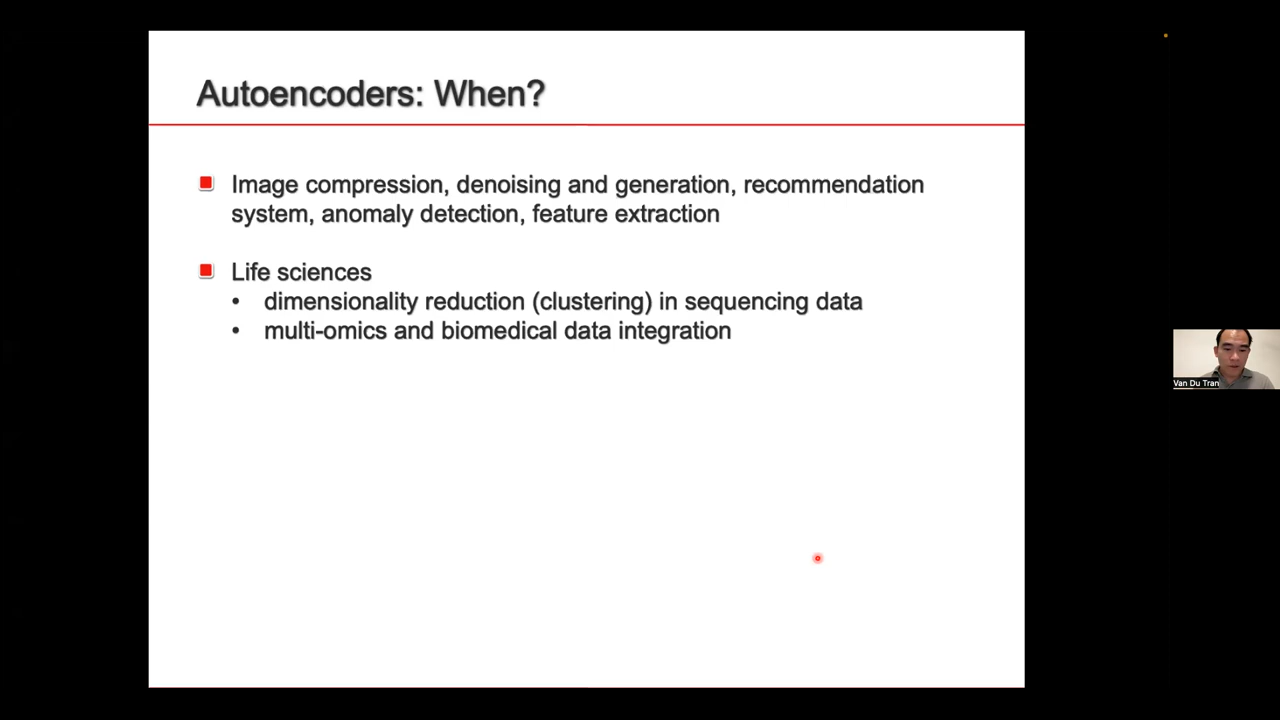 Autoencoders: When?
Image compression, denoising and generation, recommendation
system, anomaly detection, feature extraction
Life sciences
• dimensionality reduction (clustering) in sequencing data
• multi-omics and biomedical data integration
Van Du Tran